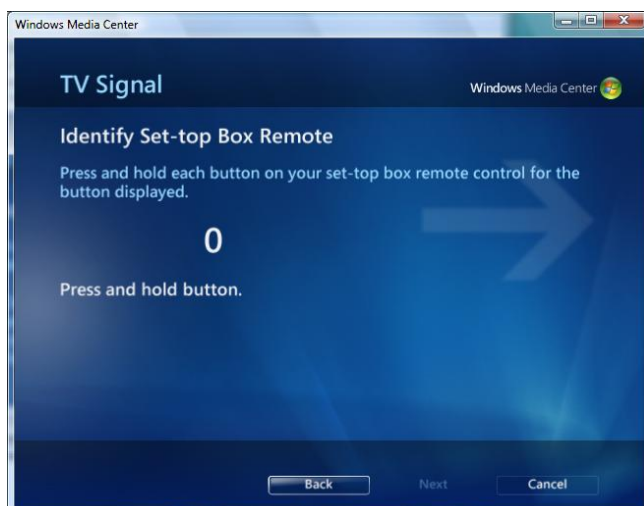 Windows Media Center
TV Signal
Windows Media Center
Identify Set-top Box Remote
Press and hold each button on your set-top box remote control for the
button displayed.
0
Press and hold button.
Back Next Cancel